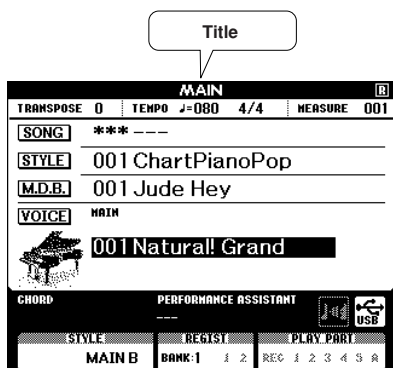 Title
MAIN R
TRANSPOSE 0 TEMPO ♩=080 4/4 MEASURE 001
SONG *** ---
STYLE 001 ChartPianoPop
M.D.B. 001 Jude Hey
VOICE MAIN
001 Natural! Grand
CHORD PERFORMANCE ASSISTANT
---
USB
STYLE REGIST PLAY PART
MAIN B BANK:1 1 2 REC 1 2 3 4 5 A